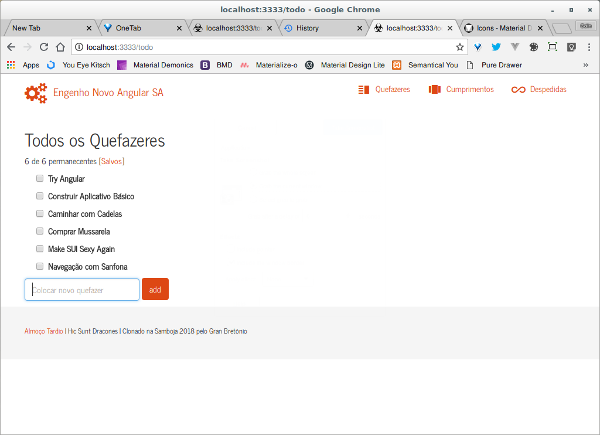 localhost:3333/todo - Google Chrome
New Tab OneTab localhost:3333/to History localhost:3333/tod Icons - Material D
localhost:3333/todo
Apps You Eye Kitsch Material Demonics BMD Materialize-o Material Design Lite Semantical You Pure Drawer »
Engenho Novo Angular SA Quefazeres Cumprimentos Despedidas
Todos os Quefazeres
6 de 6 permanecentes [Salvos]
Try Angular
Construir Aplicativo Básico
Caminhar com Cadelas
Comprar Mussarela
Make SUI Sexy Again
Navegação com Sanfona
Colocar novo quefazer add
Almoço Tardio | Hic Sunt Dracones | Clonado na Samboja 2018 pelo Gran Bretónio